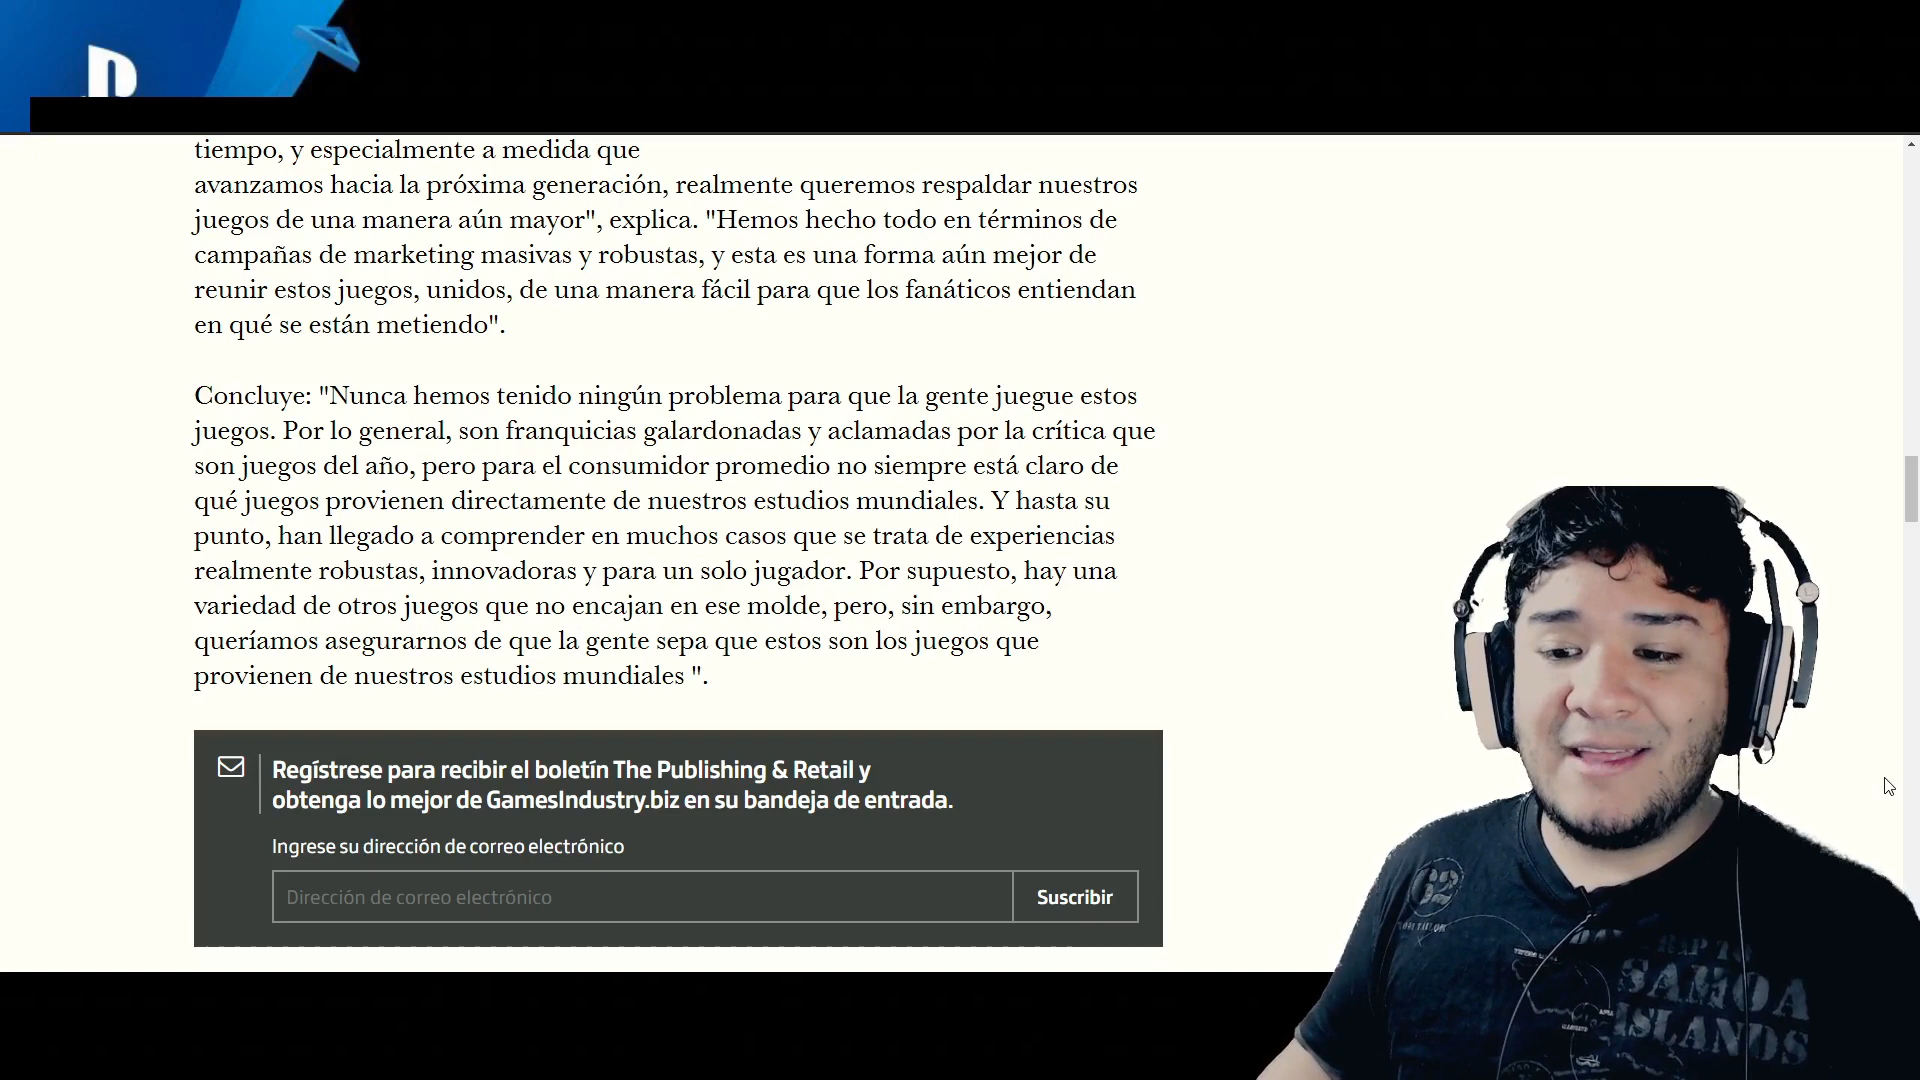 tiempo, y especialmente a medida que
avanzamos hacia la próxima generación, realmente queremos respaldar nuestros
juegos de una manera aún mayor", explica. "Hemos hecho todo en términos de
campañas de marketing masivas y robustas, y esta es una forma aún mejor de
reunir estos juegos, unidos, de una manera fácil para que los fanáticos entiendan
en qué se están metiendo".
Concluye: "Nunca hemos tenido ningún problema para que la gente juegue estos
juegos. Por lo general, son franquicias galardonadas y aclamadas por la crítica que
son juegos del año, pero para el consumidor promedio no siempre está claro de
qué juegos provienen directamente de nuestros estudios mundiales. Y hasta su
punto, han llegado a comprender en muchos casos que se trata de experiencias
realmente robustas, innovadoras y para un solo jugador. Por supuesto, hay una
variedad de otros juegos que no encajan en ese molde, pero, sin embargo,
queríamos asegurarnos de que la gente sepa que estos son los juegos que
provienen de nuestros estudios mundiales ".
Regístrese para recibir el boletín The Publishing & Retail y
obtenga lo mejor de GamesIndustry.biz en su bandeja de entrada.
Ingrese su dirección de correo electrónico
Dirección de correo electrónico
Suscribir
62
SAMOA
ISLANDS